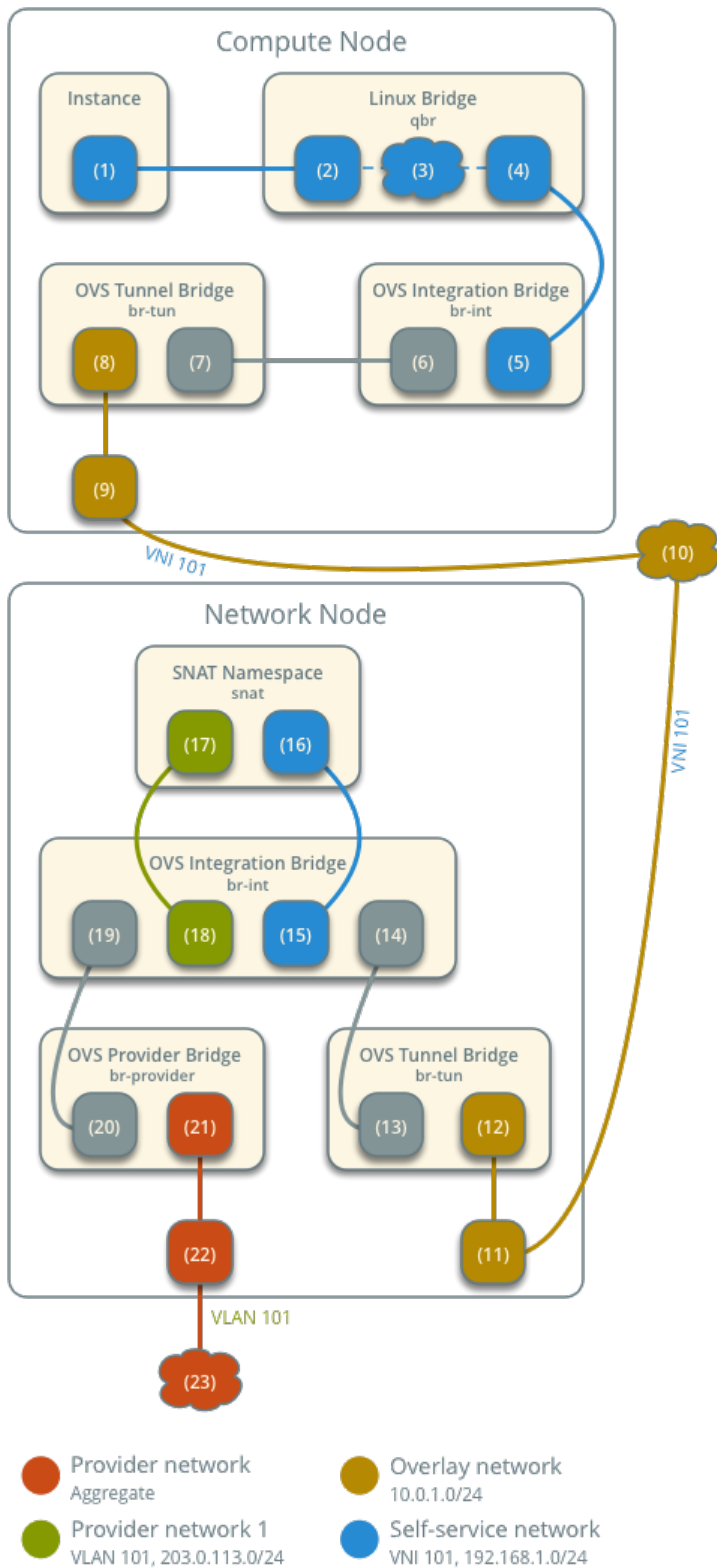 Compute Node
Instance
Linux Bridge
qbr
(1)
(2)
(3)
(4)
OVS Tunnel Bridge
br-tun
OVS Integration Bridge
br-int
(8)
(7)
(6)
(5)
(9)
VNI 101
(10)
Network Node
SNAT Namespace
snat
(17)
(16)
VNI 101
OVS Integration Bridge
br-int
(19)
(18)
(15)
(14)
OVS Provider Bridge
br-provider
OVS Tunnel Bridge
br-tun
(20)
(21)
(13)
(12)
(22)
(11)
VLAN 101
(23)
Provider network
Aggregate
Overlay network
10.0.1.0/24
Provider network 1
VLAN 101, 203.0.113.0/24
Self-service network
VNI 101, 192.168.1.0/24